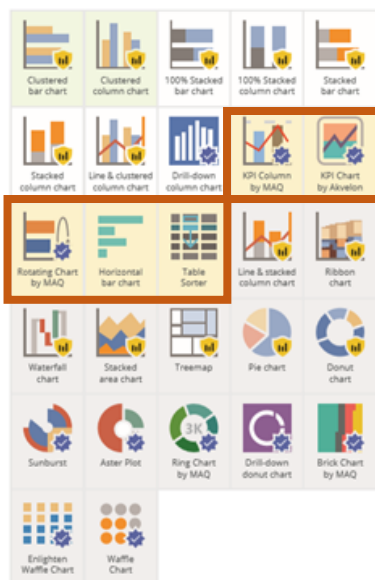 Clustered
bar chart
Clustered
column chart
100% Stacked
bar chart
100% Stacked
column chart
Stacked
bar chart
Stacked
column chart
Line & clustered
column chart
Drill-down
column chart
KPI Column
by MAQ
KPI Chart
by Akvelon
Rotating Chart
by MAQ
Horizontal
bar chart
Table
Sorter
Line & stacked
column chart
Ribbon
chart
Waterfall
chart
Stacked
area chart
Treemap
Pie chart
Donut
chart
Sunburst
Aster Plot
3K
Ring Chart
by MAQ
Drill-down
donut chart
Brick Chart
by MAQ
Enlighten
Waffle Chart
Waffle
Chart